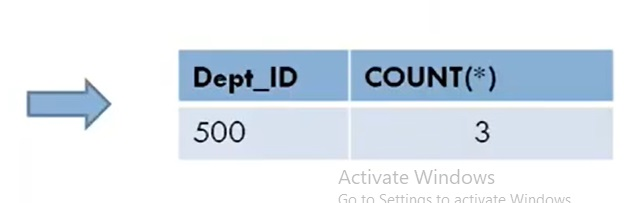 Dept_ID COUNT(*)
500 3
Activate Windows
Go to Settings to activate Windows